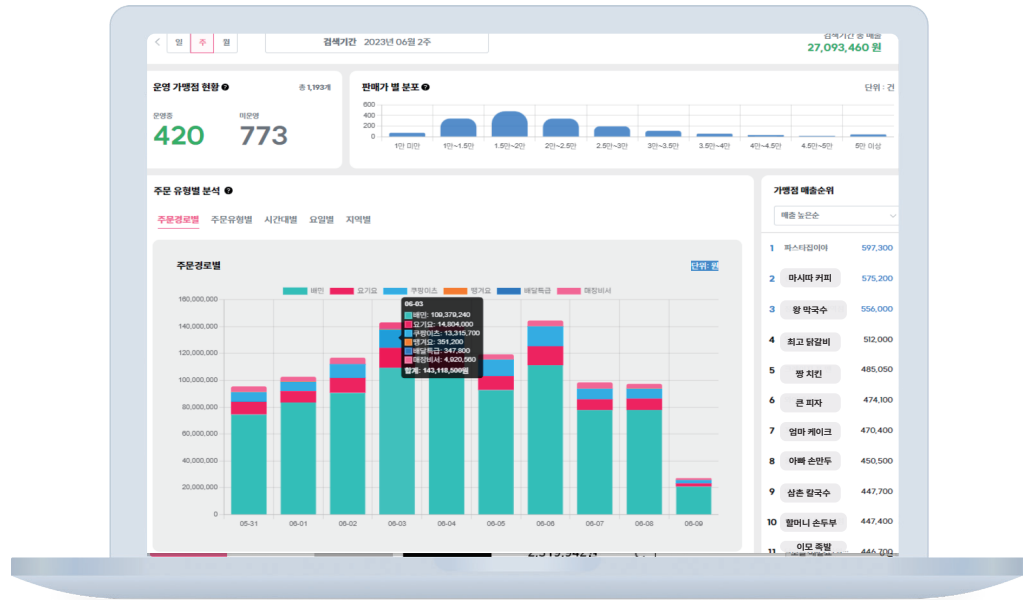 일 주 월
검색기간 2023년 06월 2주
검색기간 중 매출
27,093,460 원
운영 가맹점 현황
총 1,193개
운영중
420
미운영
773
판매가 별 분포
단위 : 건
600
400
200
0
1만 미만 1만~1.5만 1.5만~2만 2만~2.5만 2.5만~3만 3만~3.5만 3.5만~4만 4만~4.5만 4.5만~5만 5만 이상
주문 유형별 분석
주문경로별 주문유형별 시간대별 요일별 지역별
주문경로별
단위: 원
배민 요기요 쿠팡이츠 땡겨요 배달특급 매장비서
160,000,000
140,000,000
120,000,000
100,000,000
80,000,000
60,000,000
40,000,000
20,000,000
0
06-03
배민: 109,379,240
요기요: 14,804,000
쿠팡이츠: 13,315,700
땡겨요: 351,200
배달특급: 347,800
매장비서: 4,920,560
합계: 143,118,500원
05-31 06-01 06-02 06-03 06-04 06-05 06-06 06-07 06-08 06-09
가맹점 매출순위
매출 높은순
1 파스타집이야 597,300
2 마시따 커피 575,200
3 왕 막국수 556,000
4 최고 닭갈비 512,000
5 짱 치킨 485,050
6 큰 피자 474,100
7 엄마 케이크 470,400
8 아빠 손만두 450,500
9 삼촌 칼국수 447,700
10 할머니 손두부 447,400
11 이모 족발 446,700